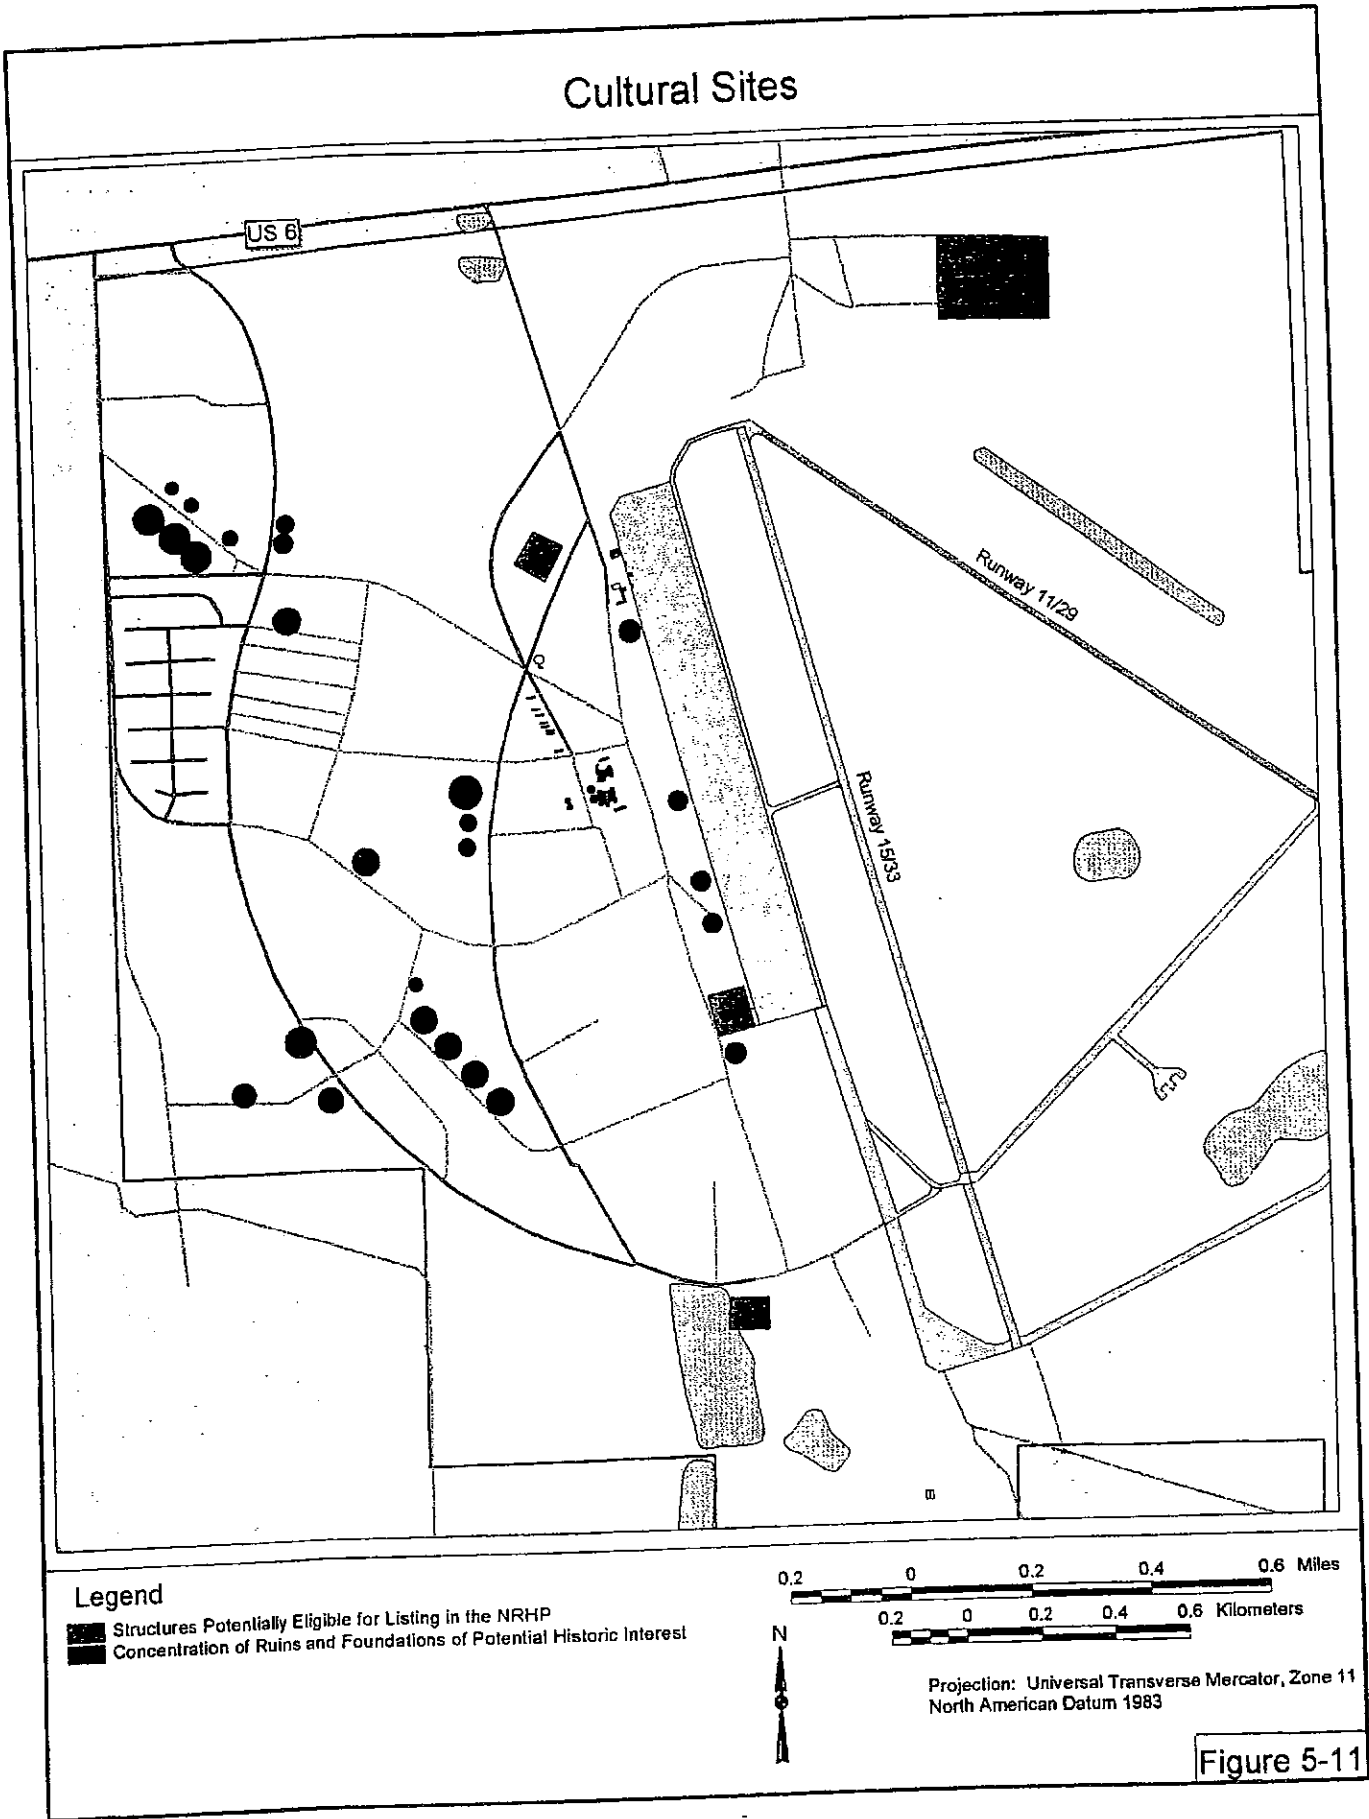 Cultural Sites
US 6
Runway 11/29
Runway 15/33
Legend
Structures Potentially Eligible for Listing in the NRHP
Concentration of Ruins and Foundations of Potential Historic Interest
0.2 0 0.2 0.4 0.6 Miles
0.2 0 0.2 0.4 0.6 Kilometers
N
Projection: Universal Transverse Mercator, Zone 11
North American Datum 1983
Figure 5-11